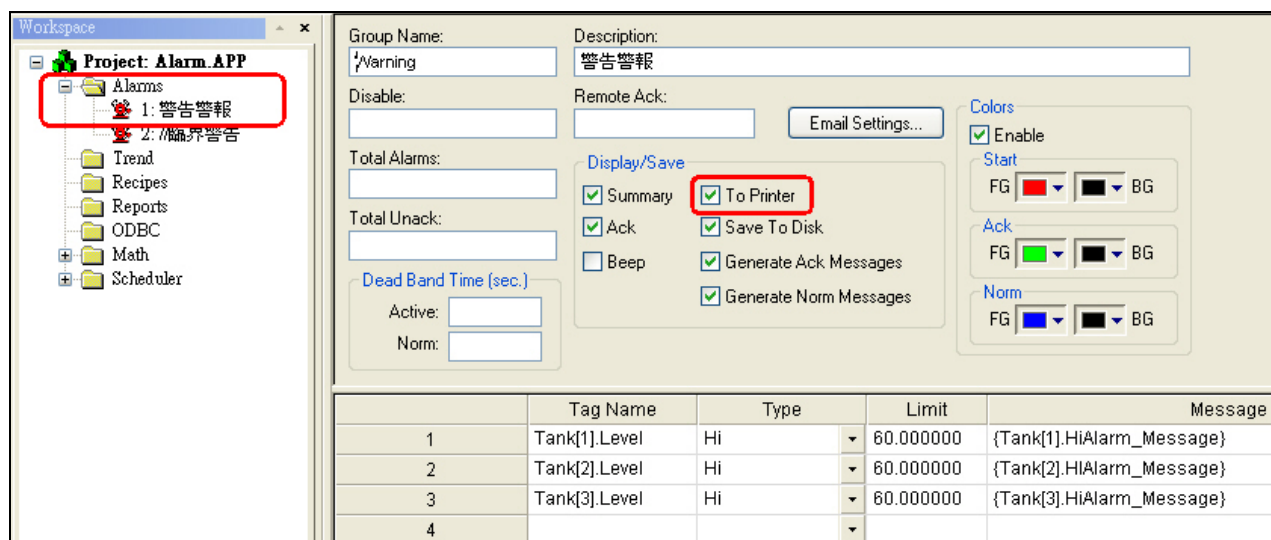 Workspace
Project: Alarm.APP
Alarms
1: 警告警報
2: 臨界警告
Trend
Recipes
Reports
ODBC
Math
Scheduler
Group Name:
Warning
Description:
警告警報
Disable:
Remote Ack:
Email Settings...
Total Alarms:
Total Unack:
Dead Band Time (sec.)
Active:
Norm:
Display/Save
Summary
To Printer
Ack
Save To Disk
Beep
Generate Ack Messages
Generate Norm Messages
Colors
Enable
Start
FG BG
Ack
FG BG
Norm
FG BG
Tag Name Type Limit Message
1 Tank[1].Level Hi 60.000000 {Tank[1].HiAlarm_Message}
2 Tank[2].Level Hi 60.000000 {Tank[2].HIAlarm_Message}
3 Tank[3].Level Hi 60.000000 {Tank[3].HiAlarm_Message}
4